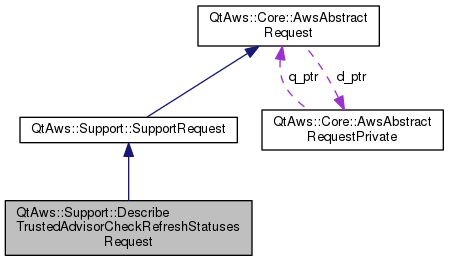 QtAws::Core::AwsAbstract
Request
q_ptr
d_ptr
QtAws::Support::SupportRequest
QtAws::Core::AwsAbstract
RequestPrivate
QtAws::Support::Describe
TrustedAdvisorCheckRefreshStatuses
Request